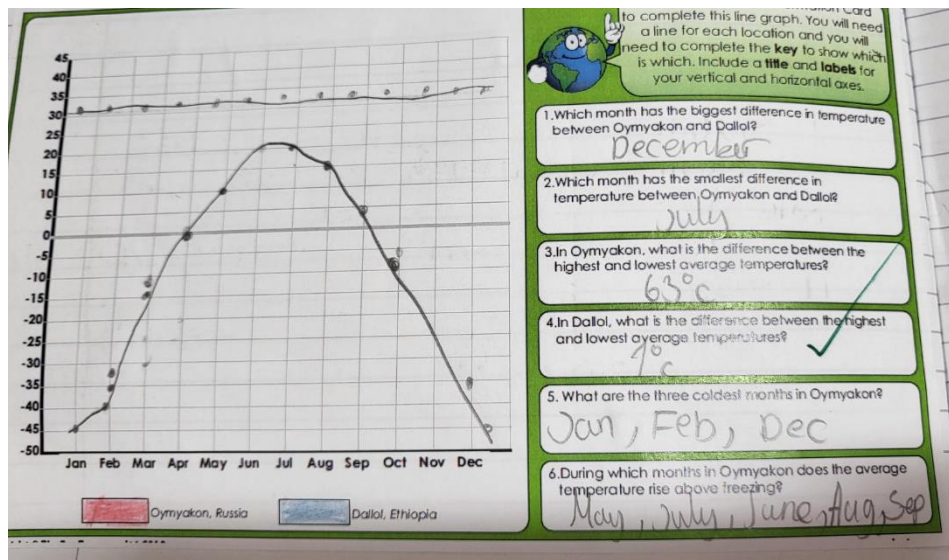 Card
to complete this line graph. You will need
a line for each location and you will
need to complete the key to show which
is which. Include a title and labels for
your vertical and horizontal axes.
45
40
35
30
25
20
15
10
5
0
-5
-10
-15
-20
-25
-30
-35
-40
-45
-50
Jan Feb Mar Apr May Jun Jul Aug Sep Oct Nov Dec
Oymyakon, Russia
Dallol, Ethiopia
1.Which month has the biggest difference in temperature
between Oymyakon and Dallol?
December
2.Which month has the smallest difference in
temperature between Oymyakon and Dallol?
July
3.In Oymyakon, what is the difference between the
highest and lowest average temperatures?
63°c
4.In Dallol, what is the difference between the highest
and lowest average temperatures?
°c
5. What are the three coldest months in Oymyakon?
Jan, Feb, Dec
6.During which months in Oymyakon does the average
temperature rise above freezing?
May, July, June, Aug, Sep